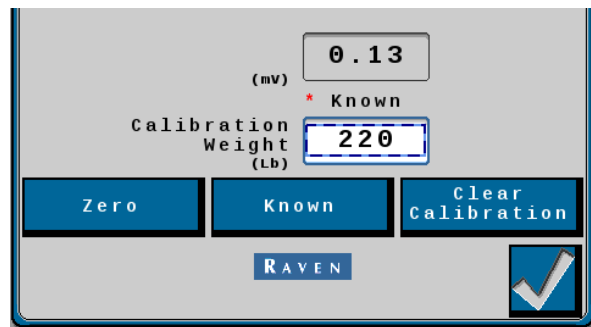 0.13
(mV)
* Known
Calibration
Weight
(Lb)
220
Zero
Known
Clear
Calibration
RAVEN